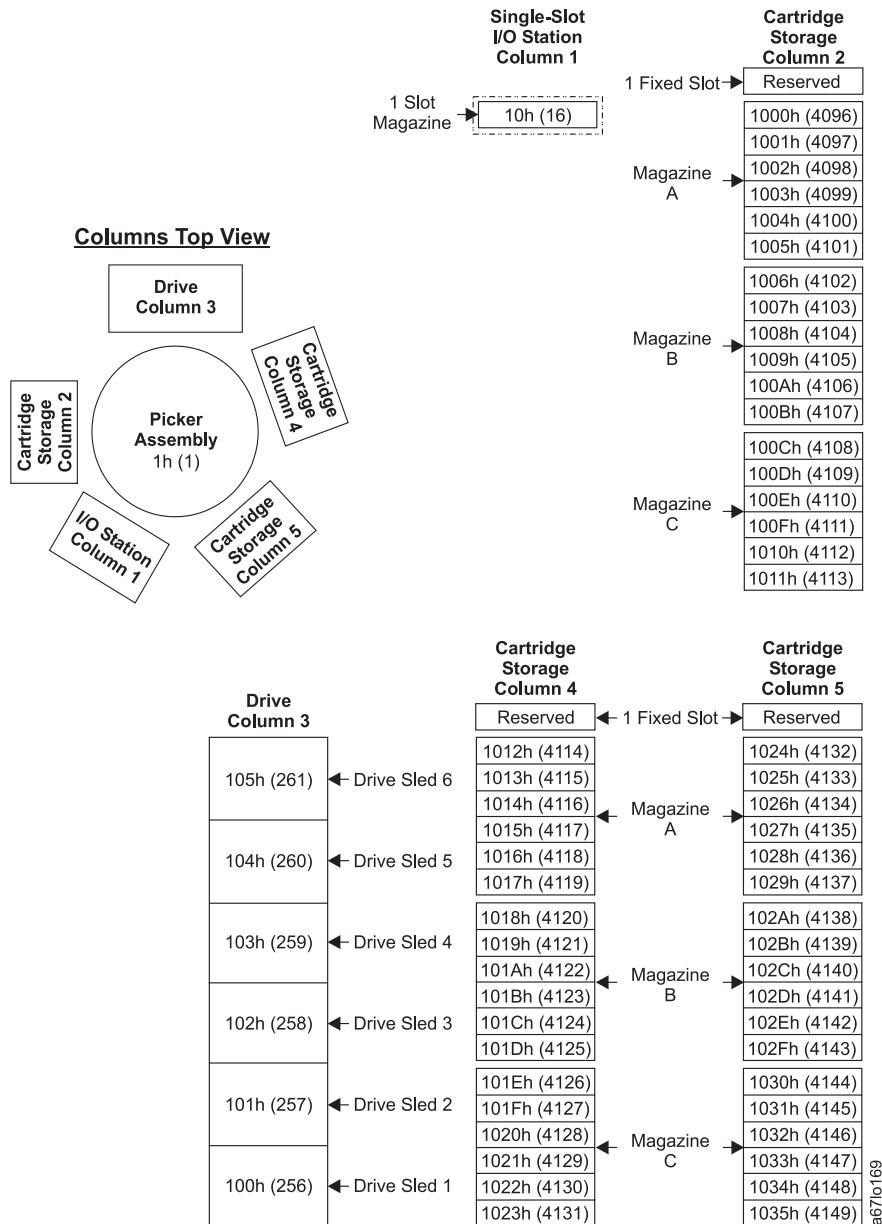 Single-Slot
I/O Station
Column 1
1 Slot
Magazine
10h (16)
Cartridge
Storage
Column 2
1 Fixed Slot
Reserved
Magazine
A
1000h (4096)
1001h (4097)
1002h (4098)
1003h (4099)
1004h (4100)
1005h (4101)
Magazine
B
1006h (4102)
1007h (4103)
1008h (4104)
1009h (4105)
100Ah (4106)
100Bh (4107)
Magazine
C
100Ch (4108)
100Dh (4109)
100Eh (4110)
100Fh (4111)
1010h (4112)
1011h (4113)
Columns Top View
Drive
Column 3
Cartridge
Storage
Column 4
Cartridge
Storage
Column 2
Picker
Assembly
1h (1)
I/O Station
Column 1
Cartridge
Storage
Column 5
Drive
Column 3
105h (261)
Drive Sled 6
104h (260)
Drive Sled 5
103h (259)
Drive Sled 4
102h (258)
Drive Sled 3
101h (257)
Drive Sled 2
100h (256)
Drive Sled 1
Cartridge
Storage
Column 4
Reserved
1 Fixed Slot
1012h (4114)
1013h (4115)
1014h (4116)
1015h (4117)
1016h (4118)
1017h (4119)
Magazine
A
1018h (4120)
1019h (4121)
101Ah (4122)
101Bh (4123)
101Ch (4124)
101Dh (4125)
Magazine
B
101Eh (4126)
101Fh (4127)
1020h (4128)
1021h (4129)
1022h (4130)
1023h (4131)
Magazine
C
Cartridge
Storage
Column 5
Reserved
1024h (4132)
1025h (4133)
1026h (4134)
1027h (4135)
1028h (4136)
1029h (4137)
102Ah (4138)
102Bh (4139)
102Ch (4140)
102Dh (4141)
102Eh (4142)
102Fh (4143)
1030h (4144)
1031h (4145)
1032h (4146)
1033h (4147)
1034h (4148)
1035h (4149)
a67lo169